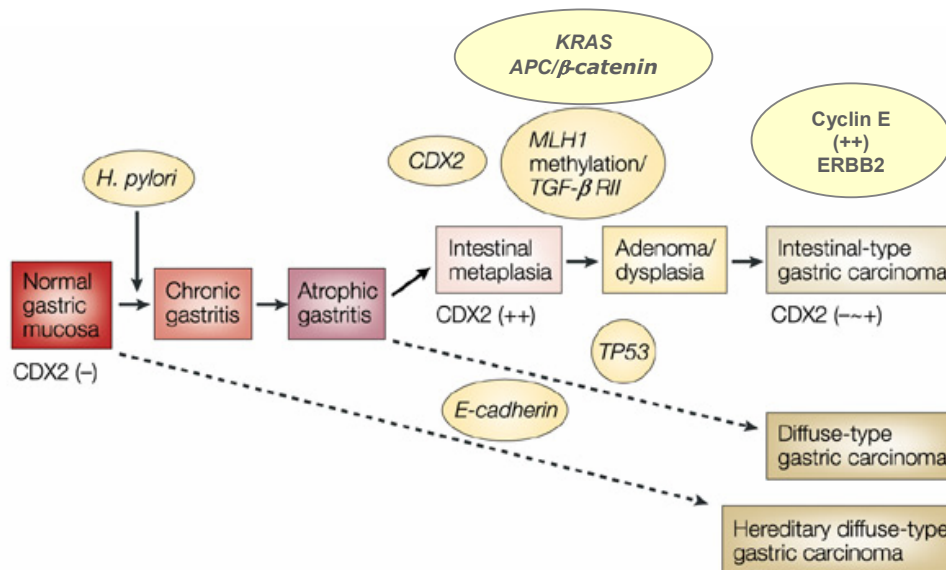 KRAS
APC/β-catenin
Cyclin E
(++)
ERBB2
CDX2
MLH1
methylation/
TGF-β RII
H. pylori
Normal
gastric
mucosa
Chronic
gastritis
Atrophic
gastritis
Intestinal
metaplasia
Adenoma/
dysplasia
Intestinal-type
gastric carcinoma
CDX2 (–)
CDX2 (++)
CDX2 (–~+)
TP53
E-cadherin
Diffuse-type
gastric carcinoma
Hereditary diffuse-type
gastric carcinoma